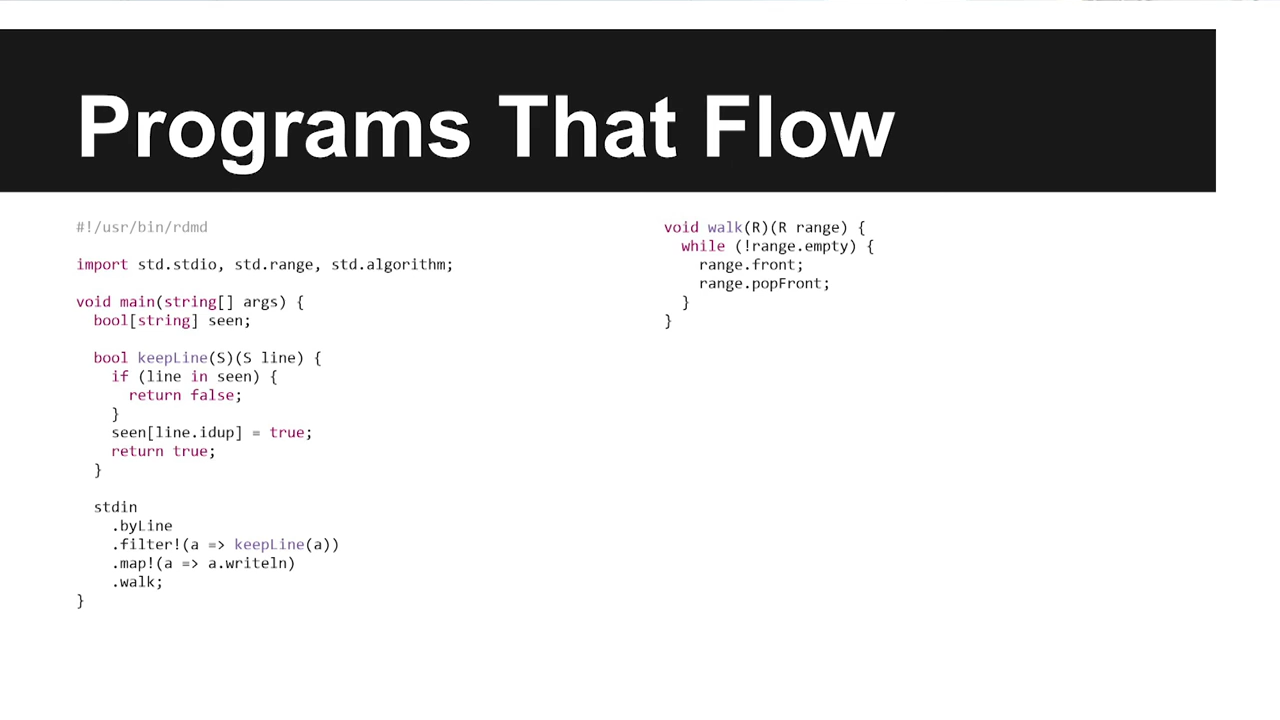 Programs That Flow
#!/usr/bin/rdmd
import std.stdio, std.range, std.algorithm;
void main(string[] args) {
bool[string] seen;
bool keepLine(S)(S line) {
if (line in seen) {
return false;
}
seen[line.idup] = true;
return true;
}
stdin
.byLine
.filter!(a => keepLine(a))
.map!(a => a.writeln)
.walk;
}
void walk(R)(R range) {
while (!range.empty) {
range.front;
range.popFront;
}
}